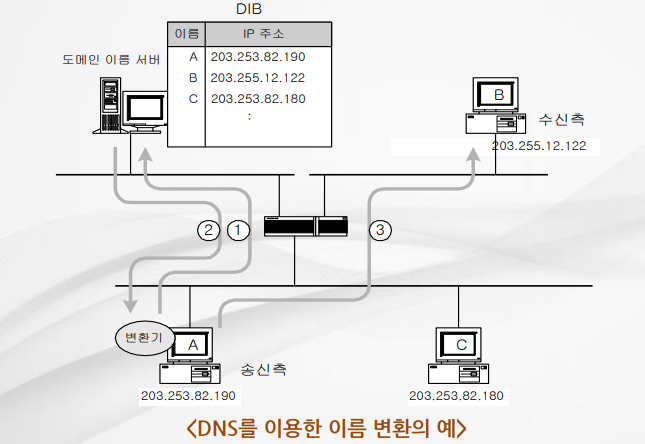 DIB
이름 IP 주소
도메인 이름 서버
A 203.253.82.190
B 203.255.12.122
C 203.253.82.180
:
B
수신측
203.255.12.122
② ① ③
변환기
A
송신측
C
203.253.82.190
203.253.82.180
<DNS를 이용한 이름 변환의 예>